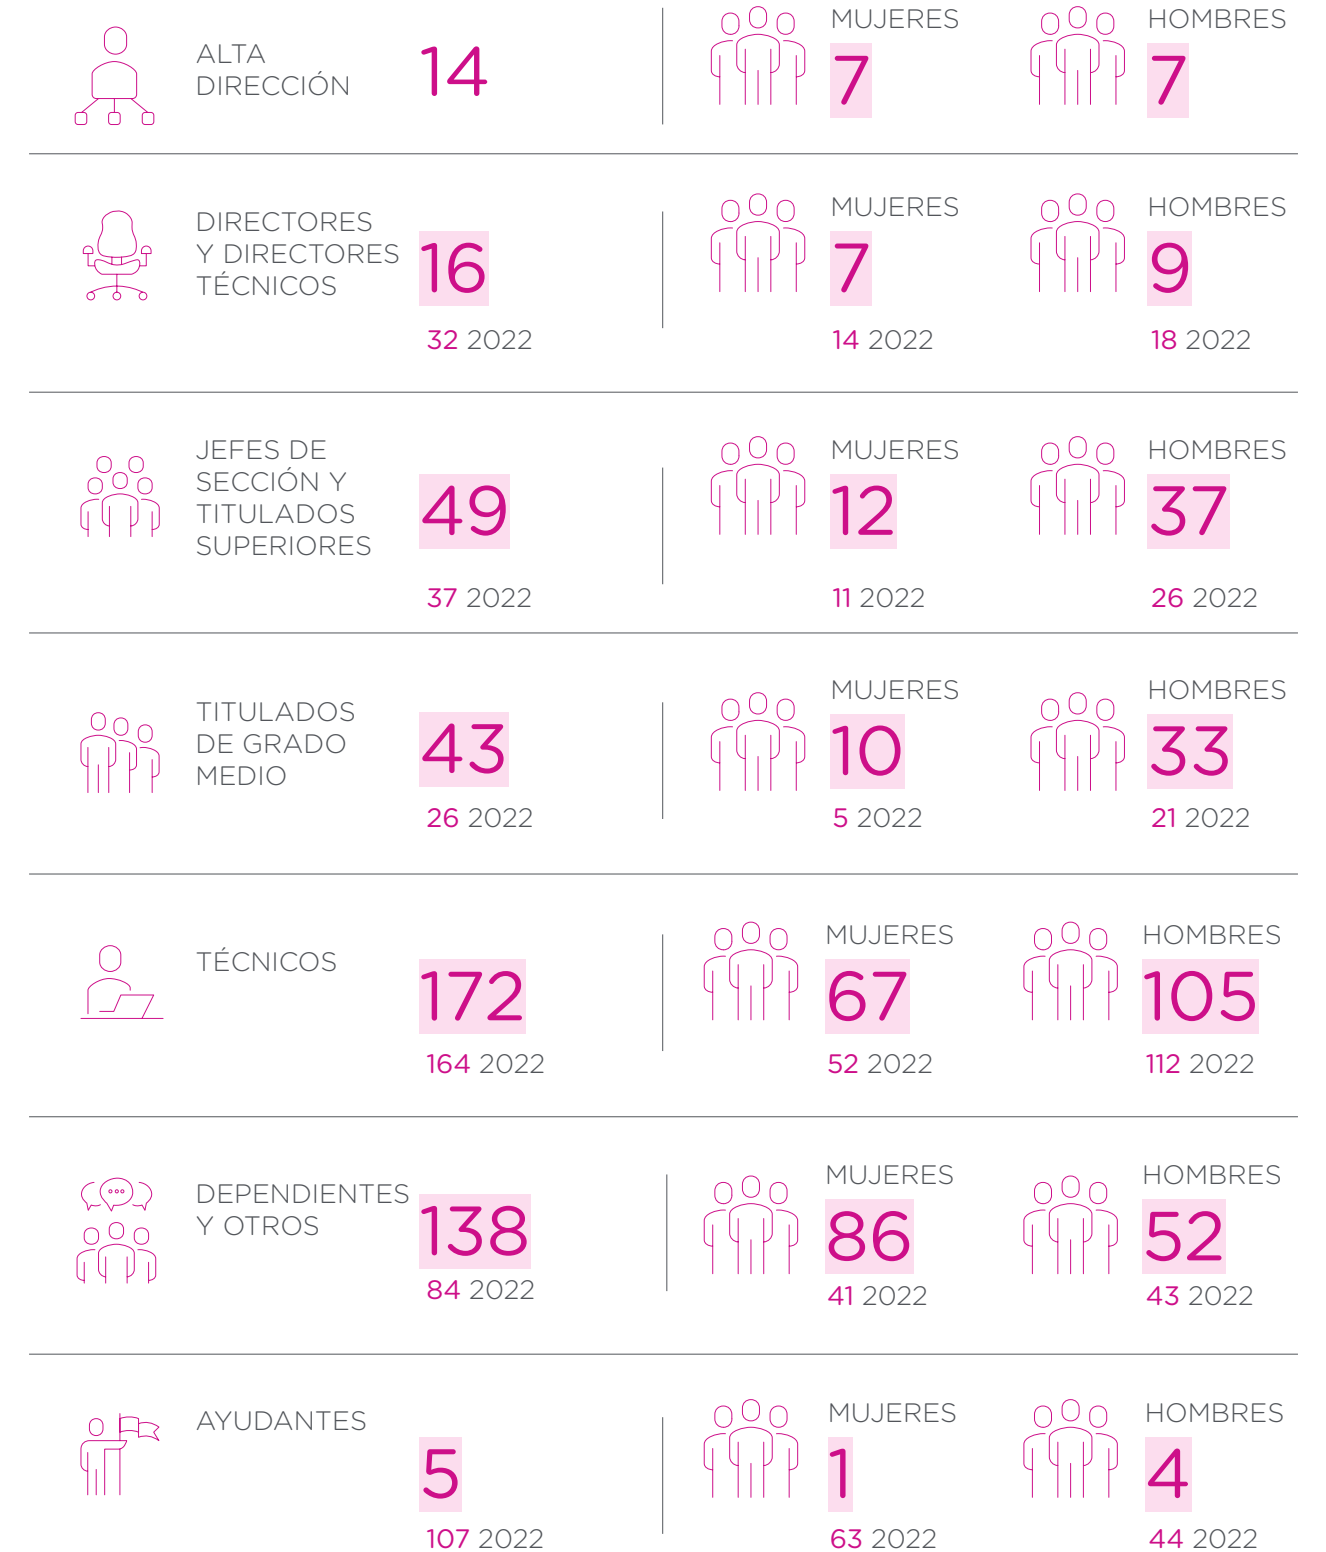 ALTA
DIRECCIÓN
14
MUJERES
7
HOMBRES
7
DIRECTORES
Y DIRECTORES
TÉCNICOS
16
32 2022
MUJERES
7
14 2022
HOMBRES
9
18 2022
JEFES DE
SECCIÓN Y
TITULADOS
SUPERIORES
49
37 2022
MUJERES
12
11 2022
HOMBRES
37
26 2022
TITULADOS
DE GRADO
MEDIO
43
26 2022
MUJERES
10
5 2022
HOMBRES
33
21 2022
TÉCNICOS
172
164 2022
MUJERES
67
52 2022
HOMBRES
105
112 2022
DEPENDIENTES
Y OTROS
138
84 2022
MUJERES
86
41 2022
HOMBRES
52
43 2022
AYUDANTES
5
107 2022
MUJERES
1
63 2022
HOMBRES
4
44 2022